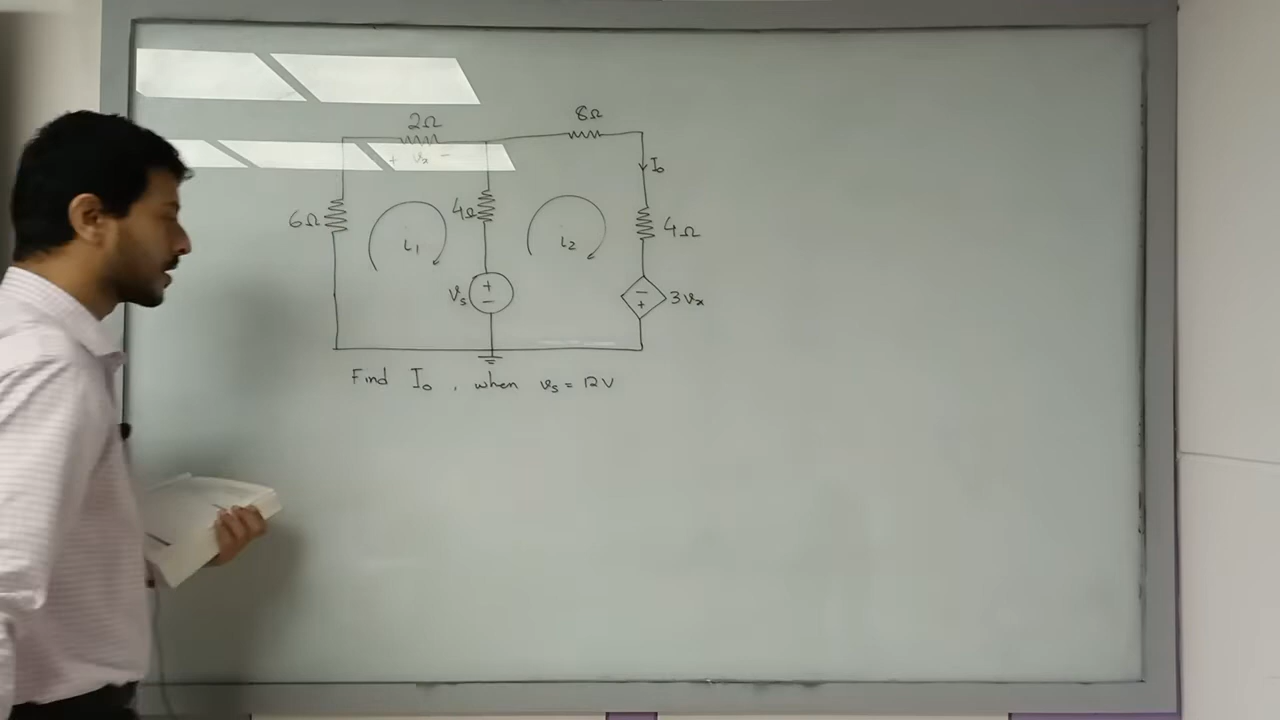 2Ω
8Ω
+ vx −
Io
6Ω
4Ω
i1
i2
4Ω
vs
+
−
−
+
3vx
Find Io , when vs = 12V